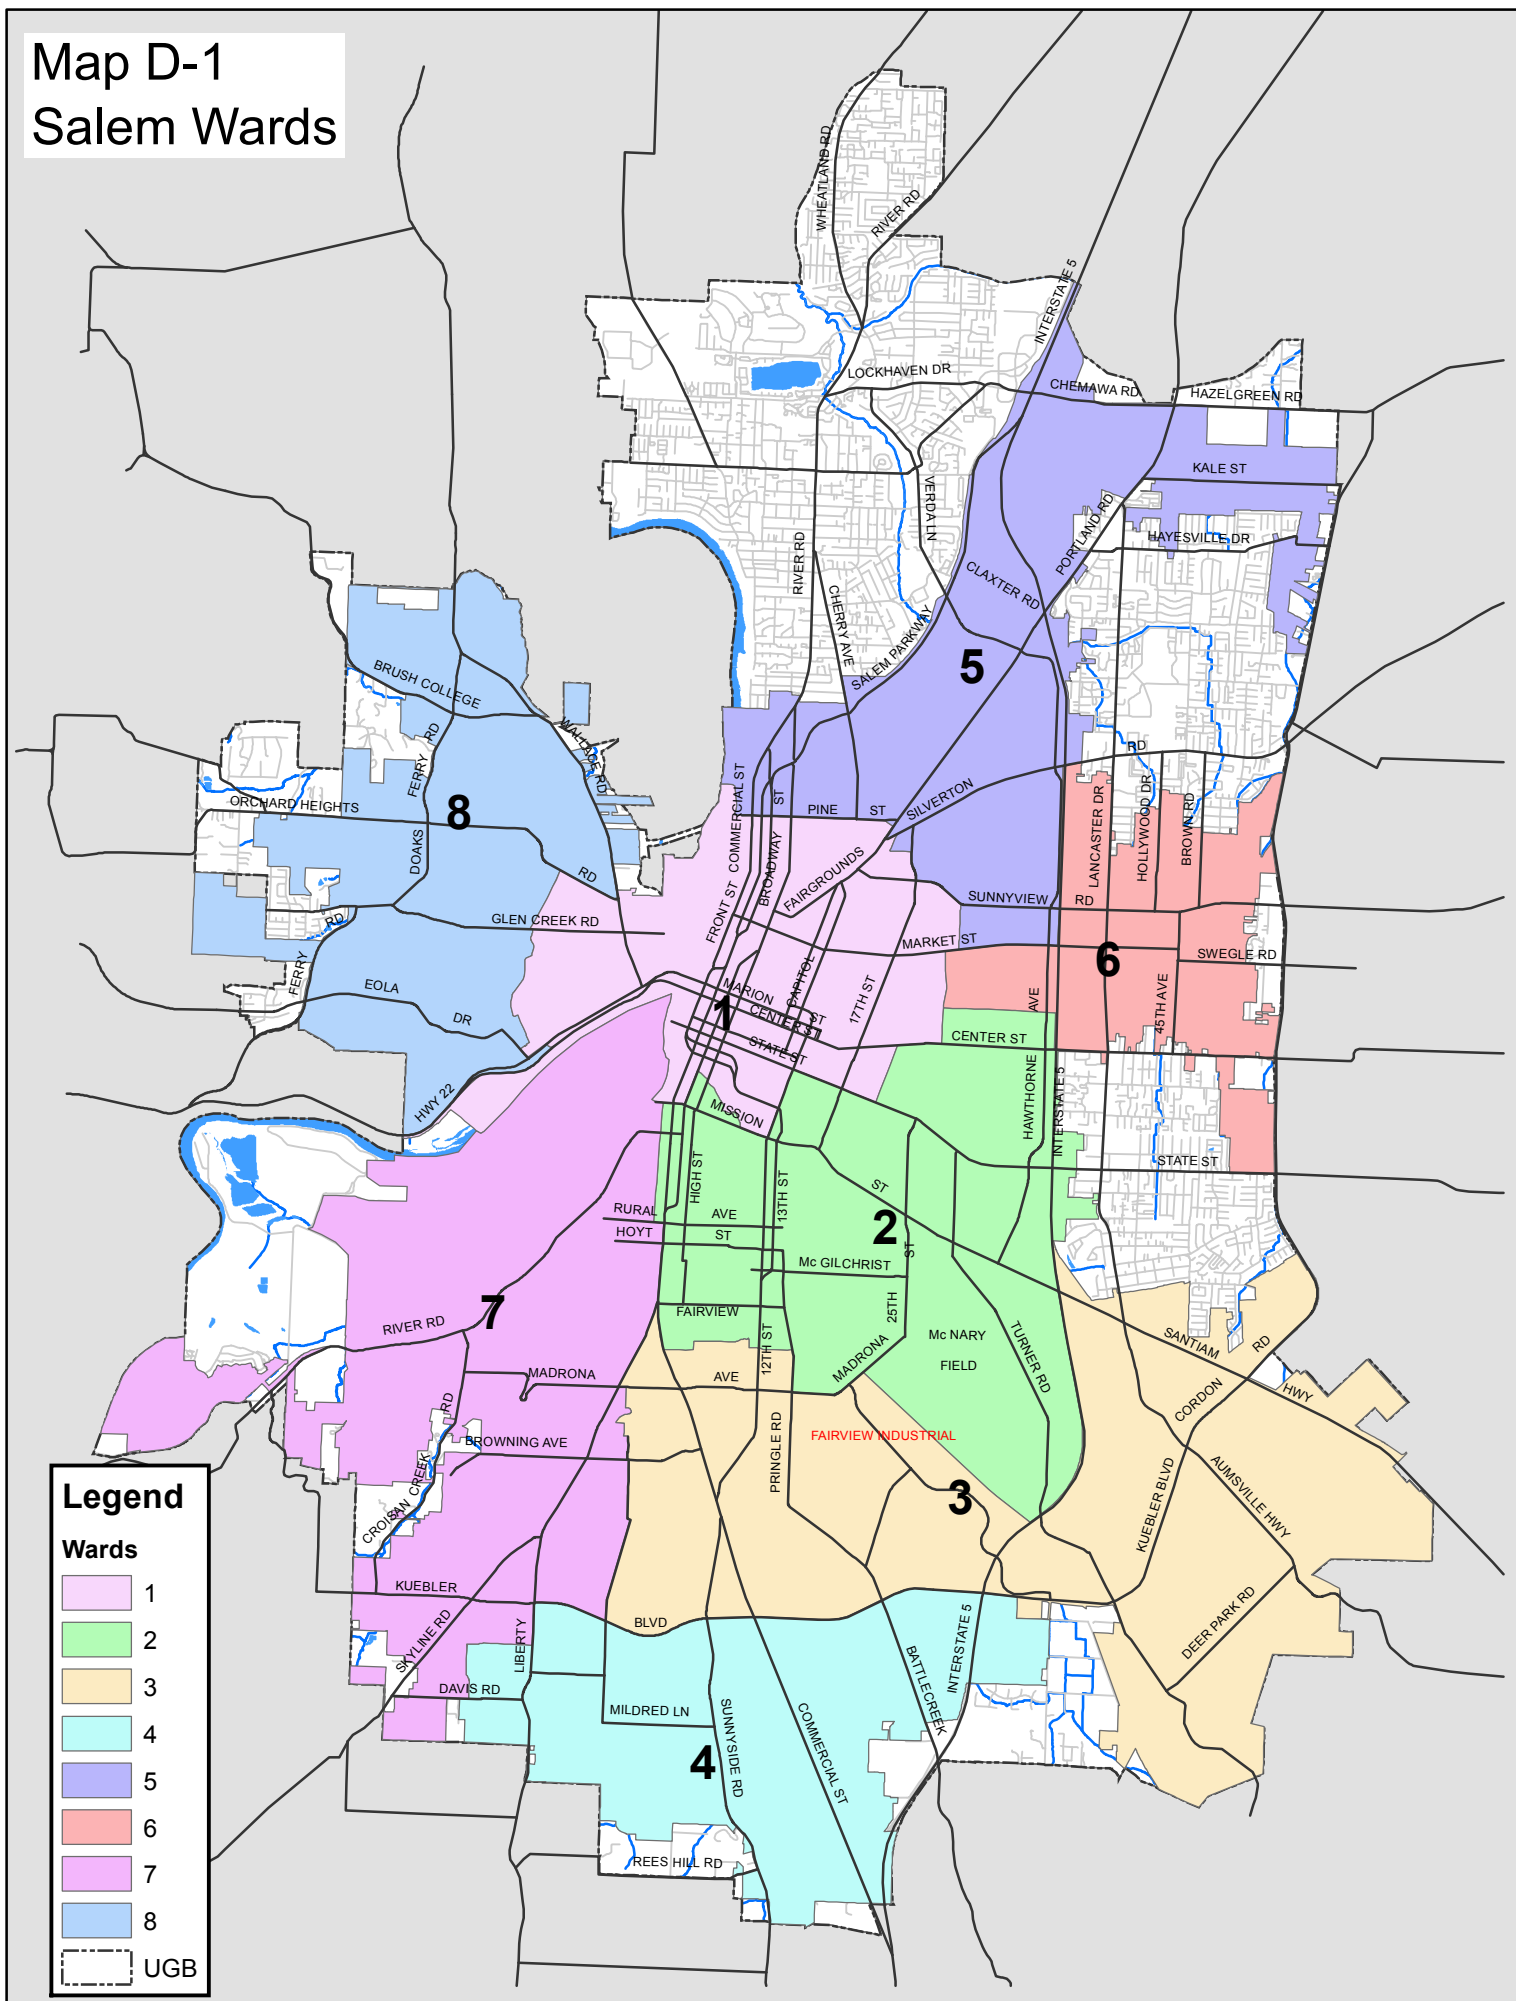 Map D-1
Salem Wards
WHEATLAND RD
RIVER RD
INTERSTATE 5
LOCKHAVEN DR
CHEMAWA RD
HAZELGREEN RD
KALE ST
VERDA LN
PORTLAND RD
HAYESVILLE DR
RIVER RD
CHERRY AVE
CLAXTER RD
SALEM PARKWAY
5
BRUSH COLLEGE
WALLACE RD
FERRY RD
RD
ORCHARD HEIGHTS
8
COMMERCIAL ST
ST
PINE ST
SILVERTON
LANCASTER DR
HOLLYWOOD DR
BROWN RD
DOAKS
BROADWAY
FAIRGROUNDS
RD
SUNNYVIEW RD
GLEN CREEK RD
RD
FRONT ST
MARKET ST
6
SWEGLE RD
FERRY
EOLA
DR
MARION
ST
CAPITOL
17TH ST
AVE
45TH AVE
1
CENTER ST
STATE ST
CENTER ST
HWY 22
MISSION
HAWTHORNE
INTERSTATE 5
STATE ST
HIGH ST
13TH ST
ST
RURAL AVE
HOYT ST
2
ST
Mc GILCHRIST
7
RIVER RD
FAIRVIEW
25TH
Mc NARY
FIELD
TURNER RD
SANTIAM
HWY
12TH ST
MADRONA
MADRONA AVE
RD
CORDON
RD
BROWNING AVE
PRINGLE RD
FAIRVIEW INDUSTRIAL
3
CROISAN CREEK
KUEBLER BLVD
AUMSVILLE HWY
KUEBLER
BLVD
SKYLINE RD
LIBERTY
DEER PARK RD
BATTLECREEK
INTERSTATE 5
DAVIS RD
MILDRED LN
SUNNYSIDE RD
COMMERCIAL ST
4
REES HILL RD
Legend
Wards
1
2
3
4
5
6
7
8
UGB